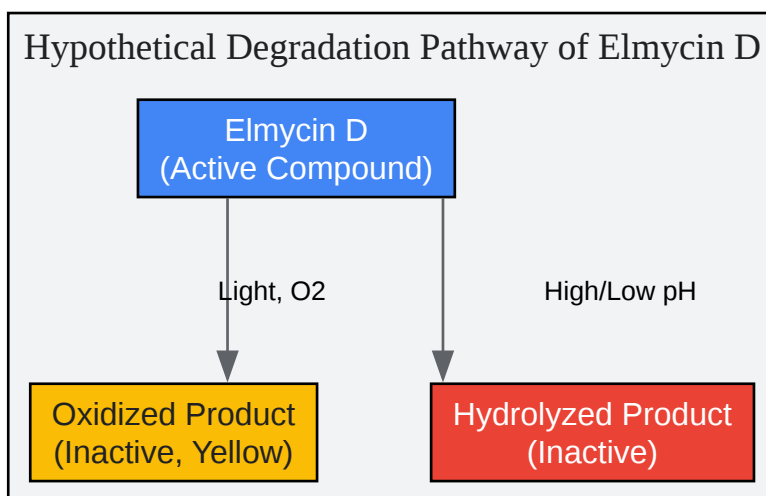 Hypothetical Degradation Pathway of Elmycin D
Elmycin D
(Active Compound)
Light, O2
High/Low pH
Oxidized Product
(Inactive, Yellow)
Hydrolyzed Product
(Inactive)